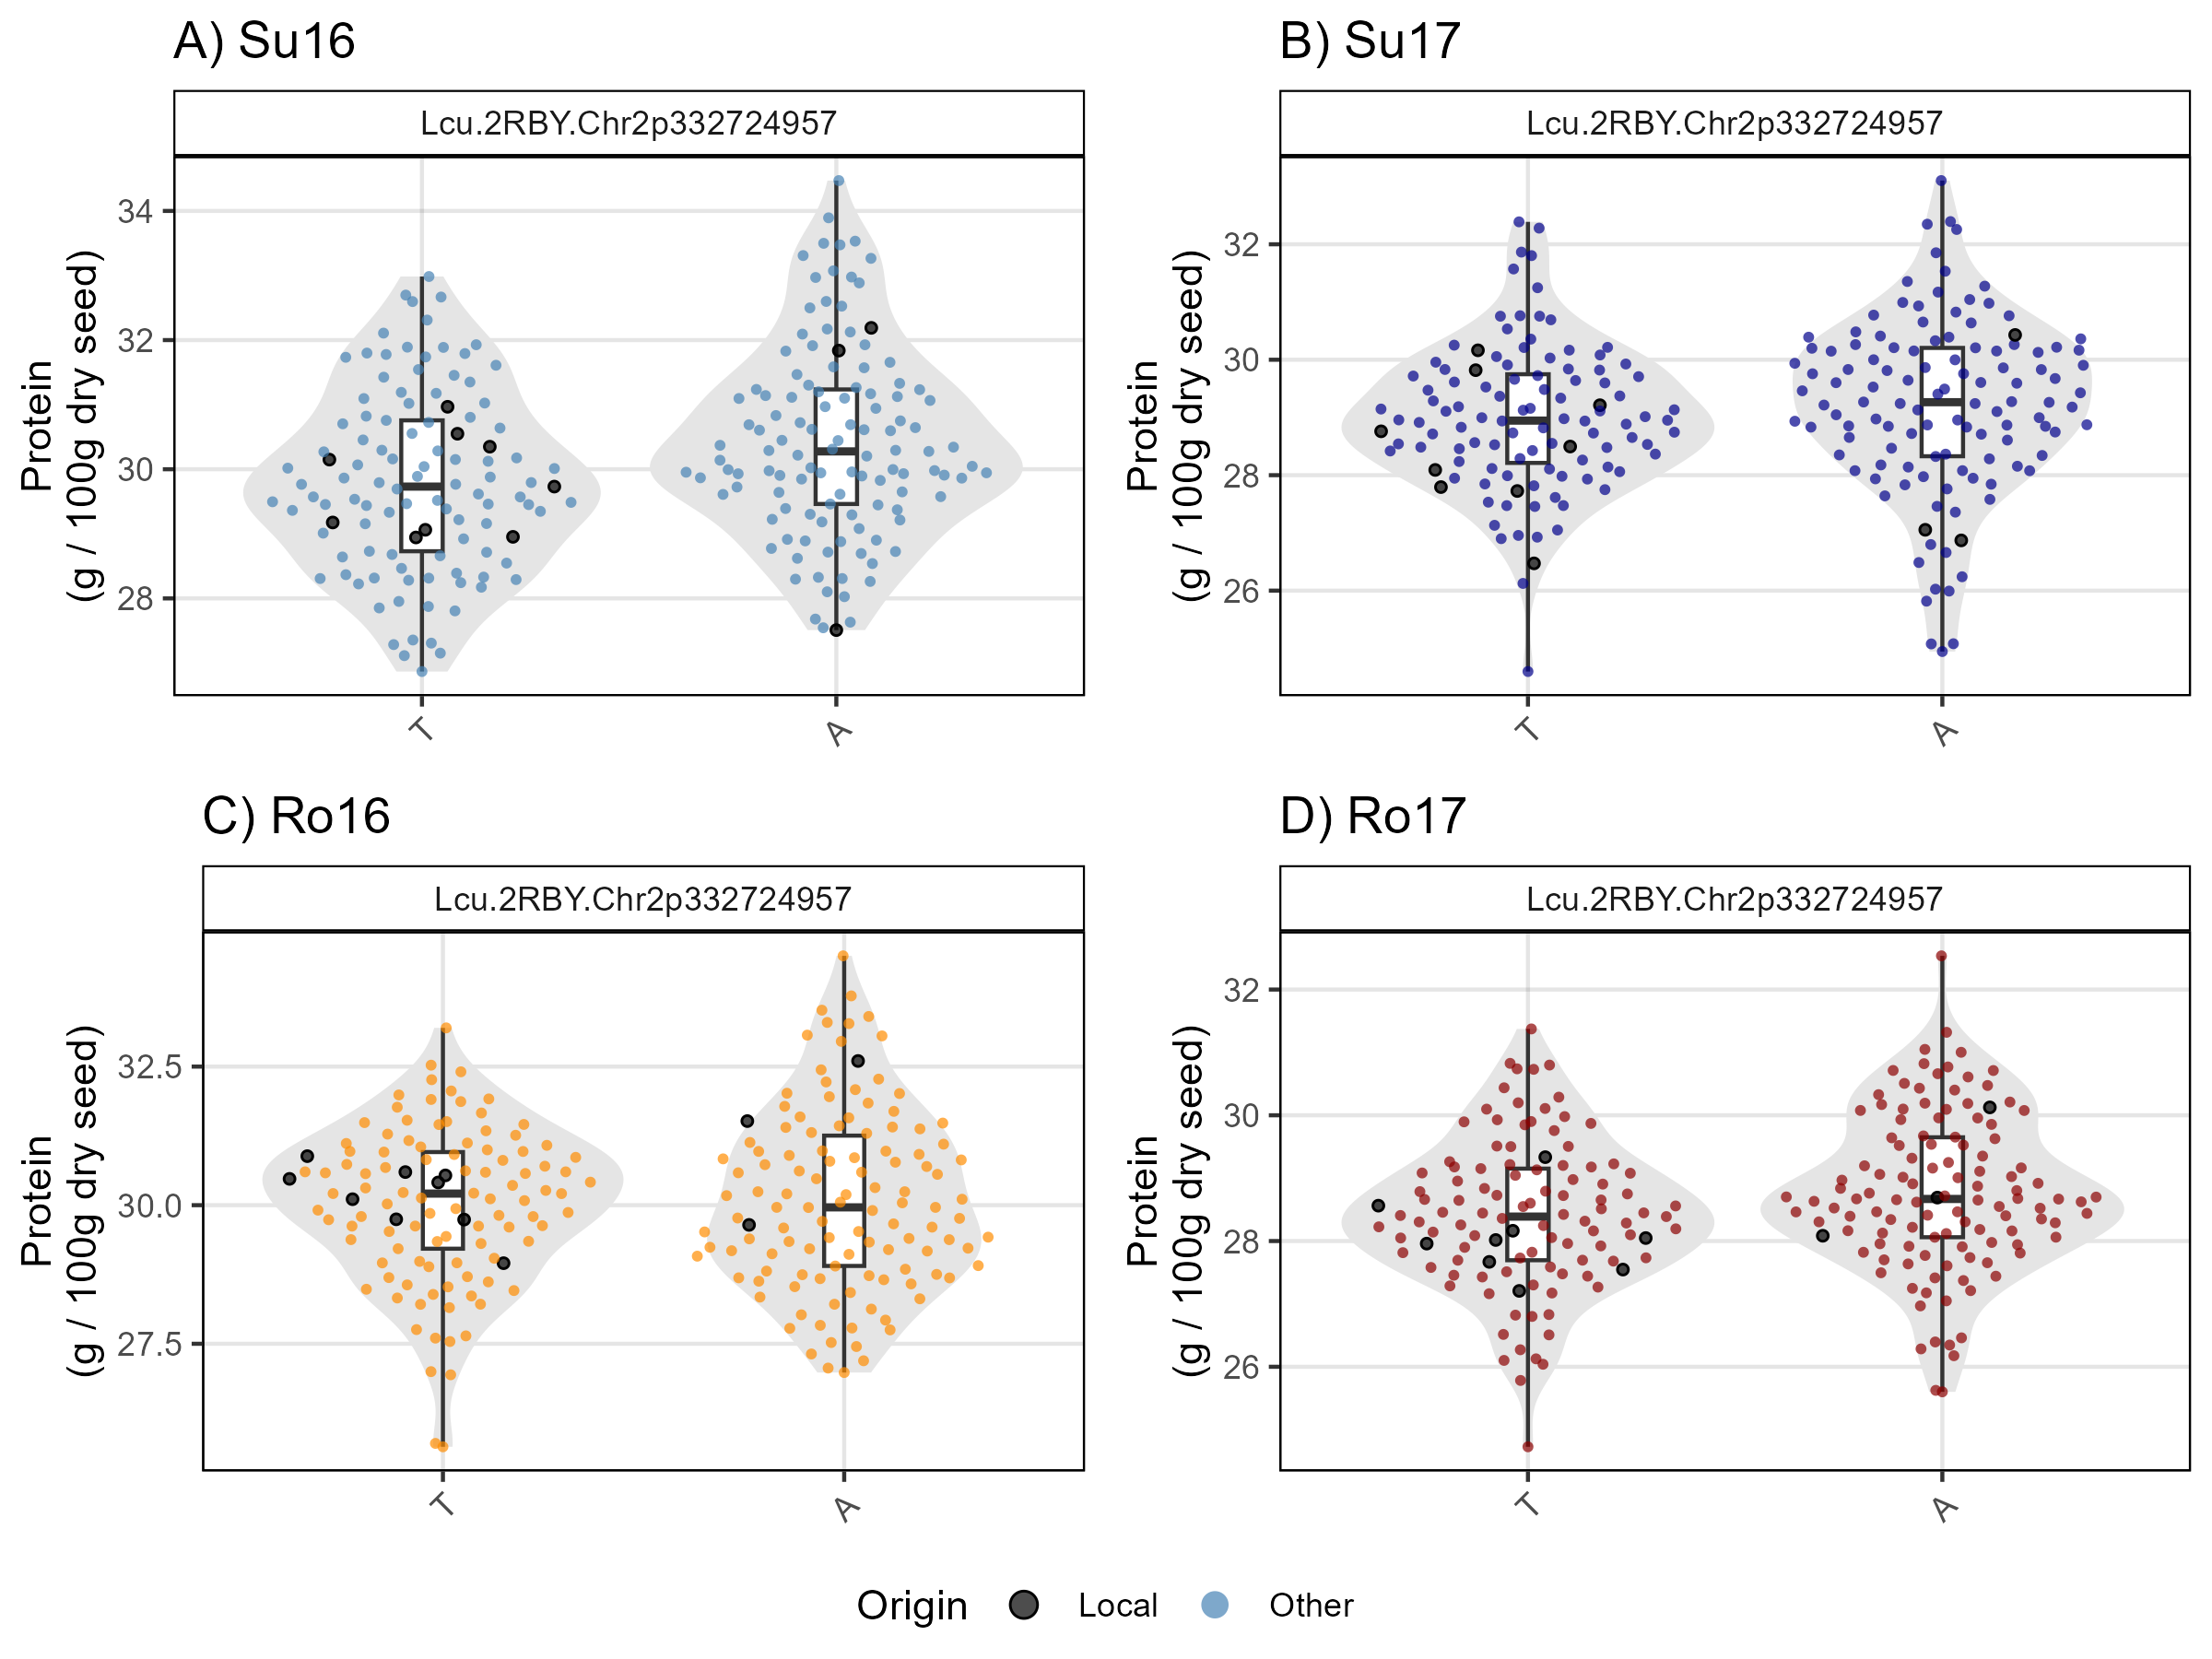 A) Su16
Lcu.2RBY.Chr2p332724957
Protein
(g / 100g dry seed)
34
32
30
28
T
A
B) Su17
Lcu.2RBY.Chr2p332724957
Protein
(g / 100g dry seed)
32
30
28
26
T
A
C) Ro16
Lcu.2RBY.Chr2p332724957
Protein
(g / 100g dry seed)
32.5
30.0
27.5
T
A
D) Ro17
Lcu.2RBY.Chr2p332724957
Protein
(g / 100g dry seed)
32
30
28
26
T
A
Origin Local Other